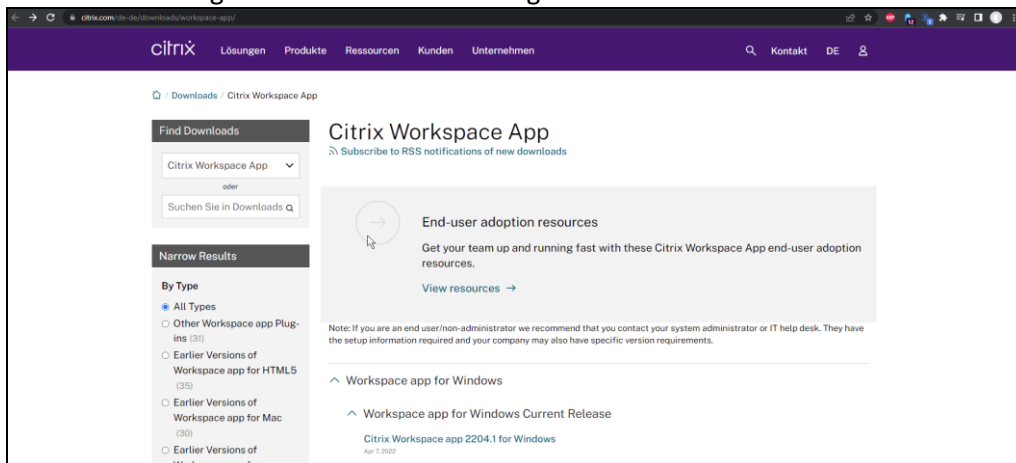 citrix.com/de-de/downloads/workspace-app/
citrix Lösungen Produkte Ressourcen Kunden Unternehmen Kontakt DE
/ Downloads / Citrix Workspace App
Find Downloads
Citrix Workspace App
oder
Suchen Sie in Downloads
Narrow Results
By Type
All Types
Other Workspace app Plug-
ins (31)
Earlier Versions of
Workspace app for HTML5
(35)
Earlier Versions of
Workspace app for Mac
(30)
Earlier Versions of
Citrix Workspace App
Subscribe to RSS notifications of new downloads
End-user adoption resources
Get your team up and running fast with these Citrix Workspace App end-user adoption
resources.
View resources →
Note: If you are an end user/non-administrator we recommend that you contact your system administrator or IT help desk. They have
the setup information required and your company may also have specific version requirements.
Workspace app for Windows
Workspace app for Windows Current Release
Citrix Workspace app 2204.1 for Windows
Apr 7, 2022